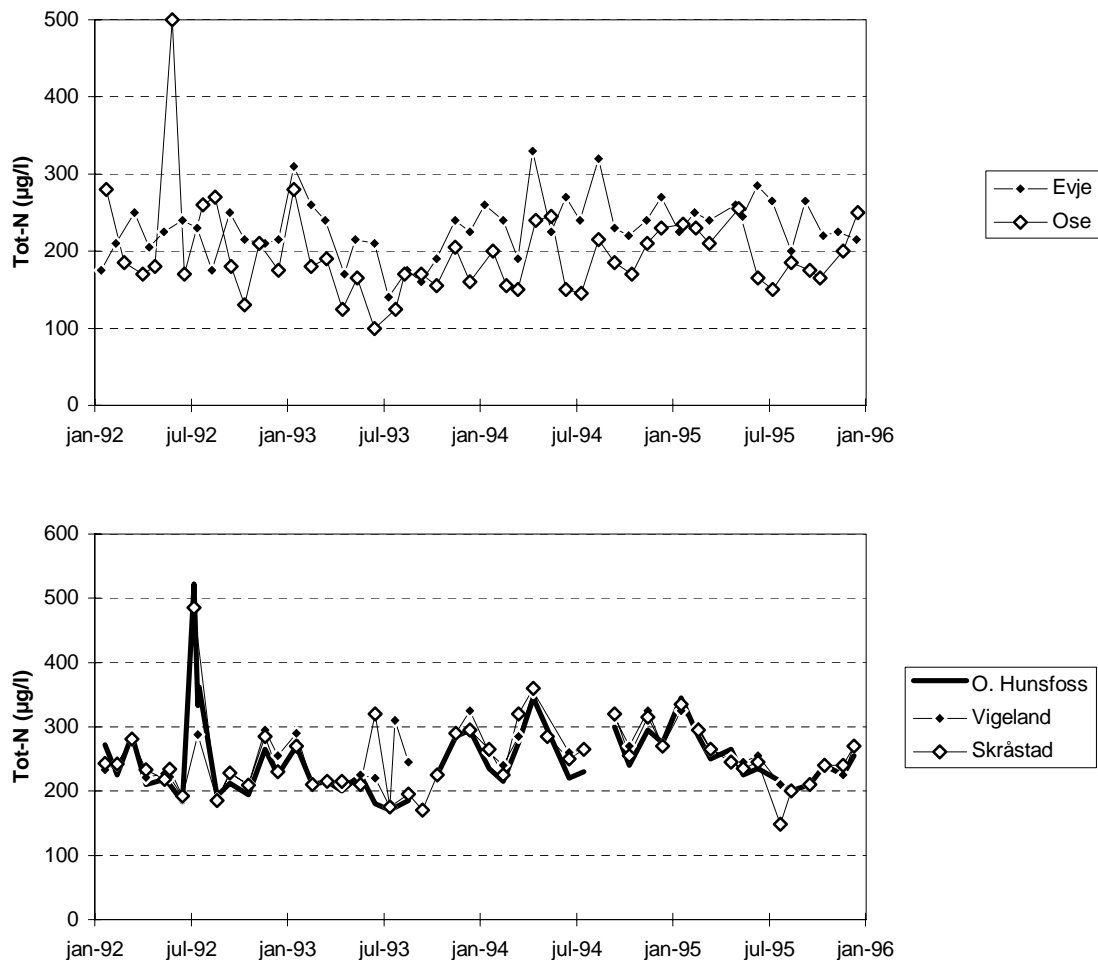 500
400
300
200
100
0
Tot-N (µg/l)
jan-92 jul-92 jan-93 jul-93 jan-94 jul-94 jan-95 jul-95 jan-96
Evje
Ose
600
500
400
300
200
100
0
Tot-N (µg/l)
jan-92 jul-92 jan-93 jul-93 jan-94 jul-94 jan-95 jul-95 jan-96
O. Hunsfoss
Vigeland
Skråstad